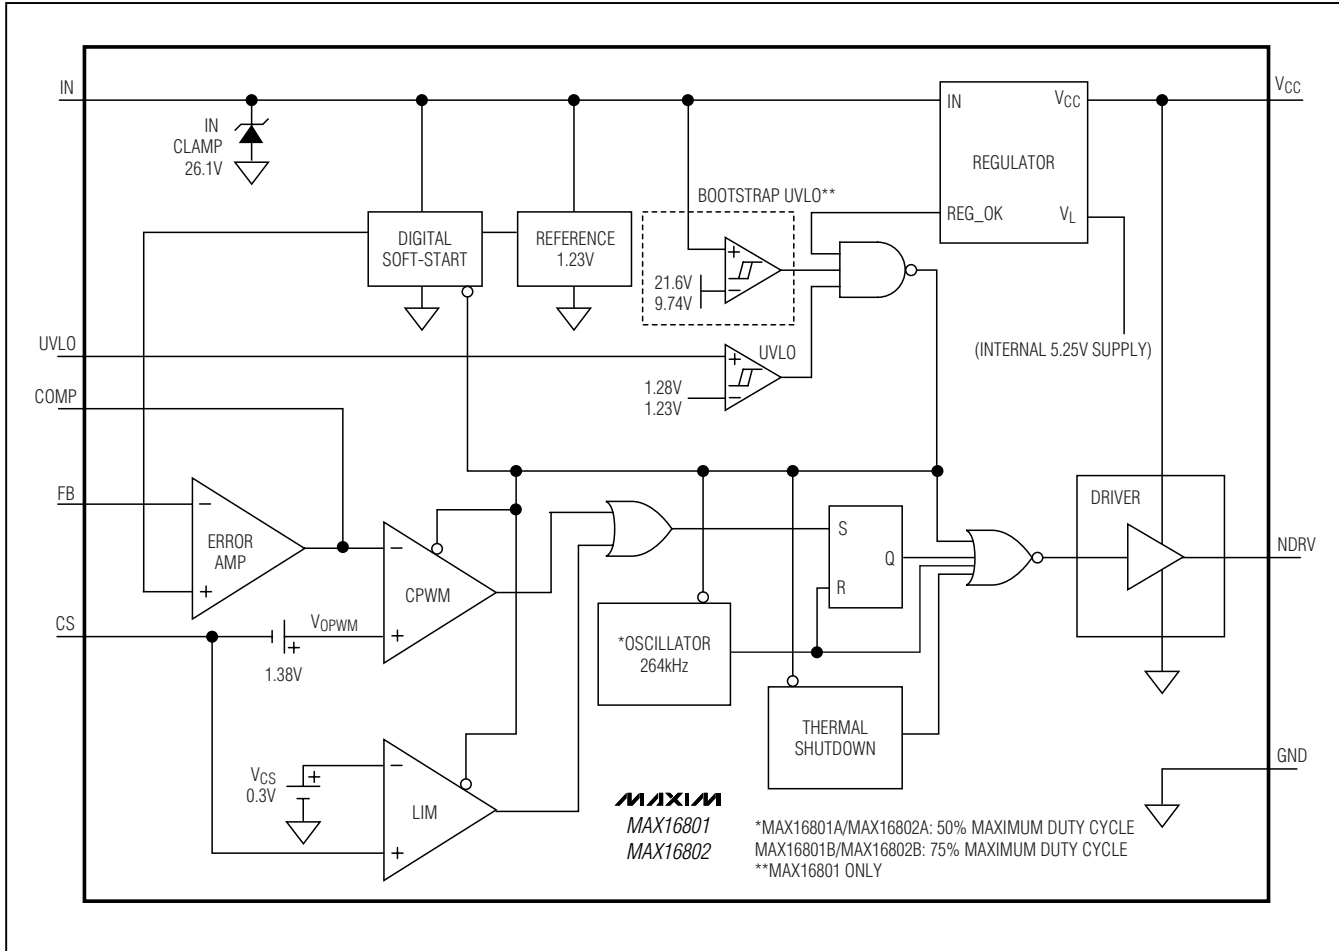 IN
VCC
IN
CLAMP
26.1V
IN
VCC
REGULATOR
REG_OK
VL
BOOTSTRAP UVLO**
DIGITAL
SOFT-START
REFERENCE
1.23V
+
21.6V
9.74V
−
(INTERNAL 5.25V SUPPLY)
UVLO
+
UVLO
1.28V
1.23V
−
COMP
FB
−
ERROR
AMP
+
−
CPWM
+
S
Q
R
DRIVER
NDRV
CS
VOPWM
+
1.38V
*OSCILLATOR
264kHz
THERMAL
SHUTDOWN
VCS
0.3V
+
−
LIM
+
GND
MAXIM
MAX16801
MAX16802
*MAX16801A/MAX16802A: 50% MAXIMUM DUTY CYCLE
MAX16801B/MAX16802B: 75% MAXIMUM DUTY CYCLE
**MAX16801 ONLY